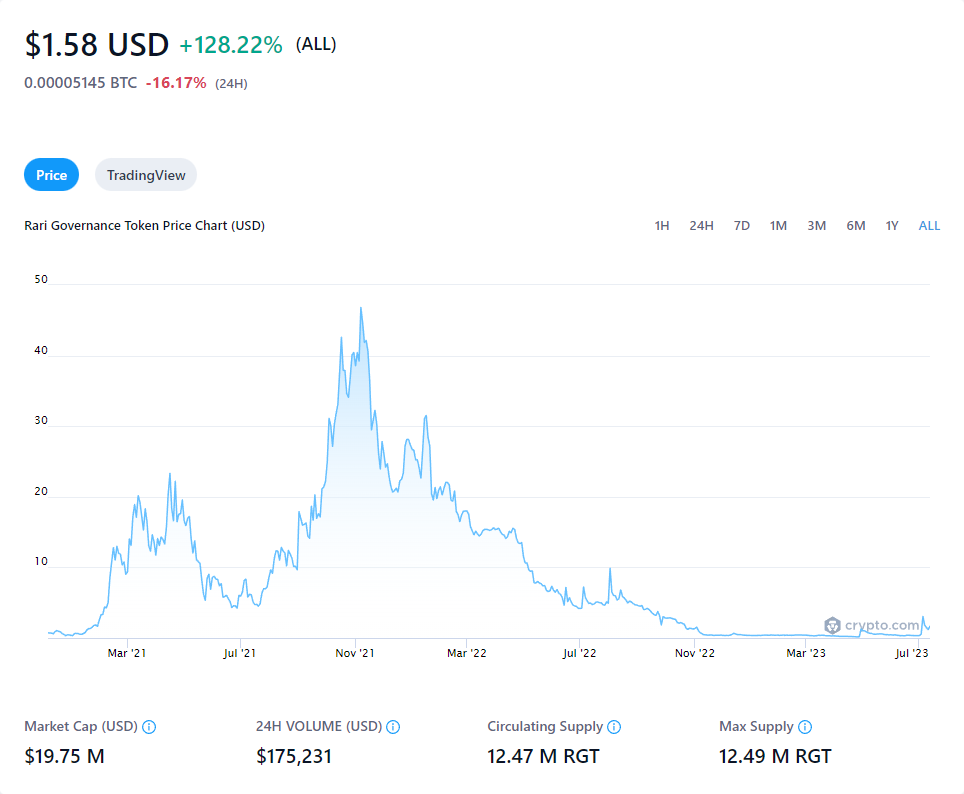 $1.58 USD +128.22% (ALL)
0.00005145 BTC -16.17% (24H)
Price TradingView
Rari Governance Token Price Chart (USD) 1H 24H 7D 1M 3M 6M 1Y ALL
50
40
30
20
10
crypto.com
Mar '21 Jul '21 Nov '21 Mar '22 Jul '22 Nov '22 Mar '23 Jul '23
Market Cap (USD) 24H VOLUME (USD) Circulating Supply Max Supply
$19.75 M $175,231 12.47 M RGT 12.49 M RGT